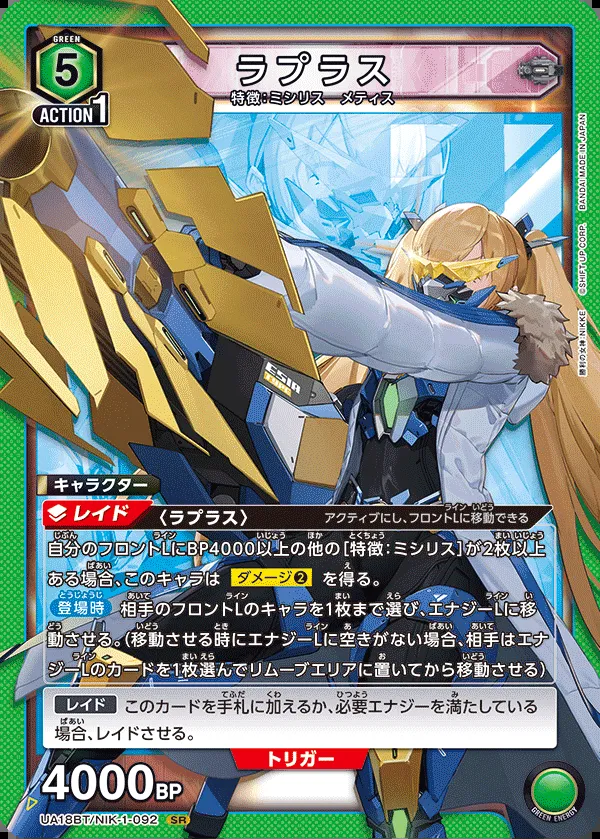 GREEN
5
ACTION 1
ラプラス
特徴:ミシリス メティス
BANDAI MADE IN JAPAN
©SHIFT UP CORP.
勝利の女神:NIKKE
ESIA
キャラクター
レイド 〈ラプラス〉 アクティブにし、フロントLに移動できる
自分のフロントLにBP4000以上の他の[特徴:ミシリス]が2枚以上
ある場合、このキャラは ダメージ❷ を得る。
登場時 相手のフロントLのキャラを1枚まで選び、エナジーLに移
動させる。(移動させる時にエナジーLに空きがない場合、相手はエナ
ジーLのカードを1枚選んでリムーブエリアに置いてから移動させる)
レイド このカードを手札に加えるか、必要エナジーを満たしている
場合、レイドさせる。
トリガー
4000BP
UA18BT/NIK-1-092 SR
GREEN ENERGY